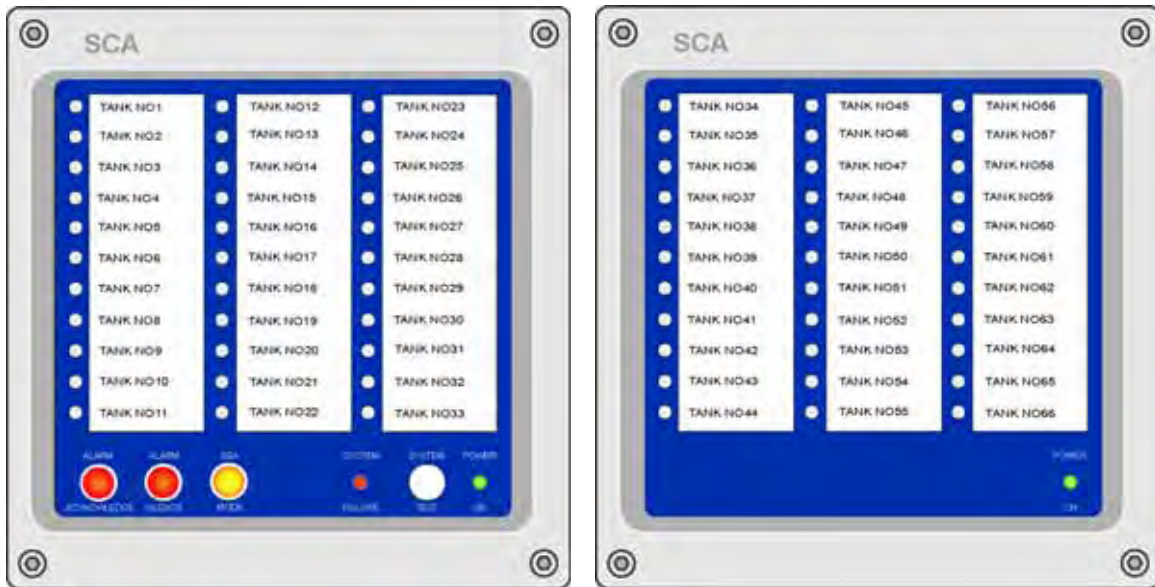 SCA
TANK NO1
TANK NO2
TANK NO3
TANK NO4
TANK NO5
TANK NO6
TANK NO7
TANK NO8
TANK NO9
TANK NO10
TANK NO11
TANK NO12
TANK NO13
TANK NO14
TANK NO15
TANK NO16
TANK NO17
TANK NO18
TANK NO19
TANK NO20
TANK NO21
TANK NO22
TANK NO23
TANK NO24
TANK NO25
TANK NO26
TANK NO27
TANK NO28
TANK NO29
TANK NO30
TANK NO31
TANK NO32
TANK NO33
ALARM
ACKNOWLEDGE
ALARM
SILENCE
SCA
MODE
SYSTEM
FAILURE
SYSTEM
TEST
POWER
ON
SCA
TANK NO34
TANK NO35
TANK NO36
TANK NO37
TANK NO38
TANK NO39
TANK NO40
TANK NO41
TANK NO42
TANK NO43
TANK NO44
TANK NO45
TANK NO46
TANK NO47
TANK NO48
TANK NO49
TANK NO50
TANK NO51
TANK NO52
TANK NO53
TANK NO54
TANK NO55
TANK NO56
TANK NO57
TANK NO58
TANK NO59
TANK NO60
TANK NO61
TANK NO62
TANK NO63
TANK NO64
TANK NO65
TANK NO66
POWER
ON